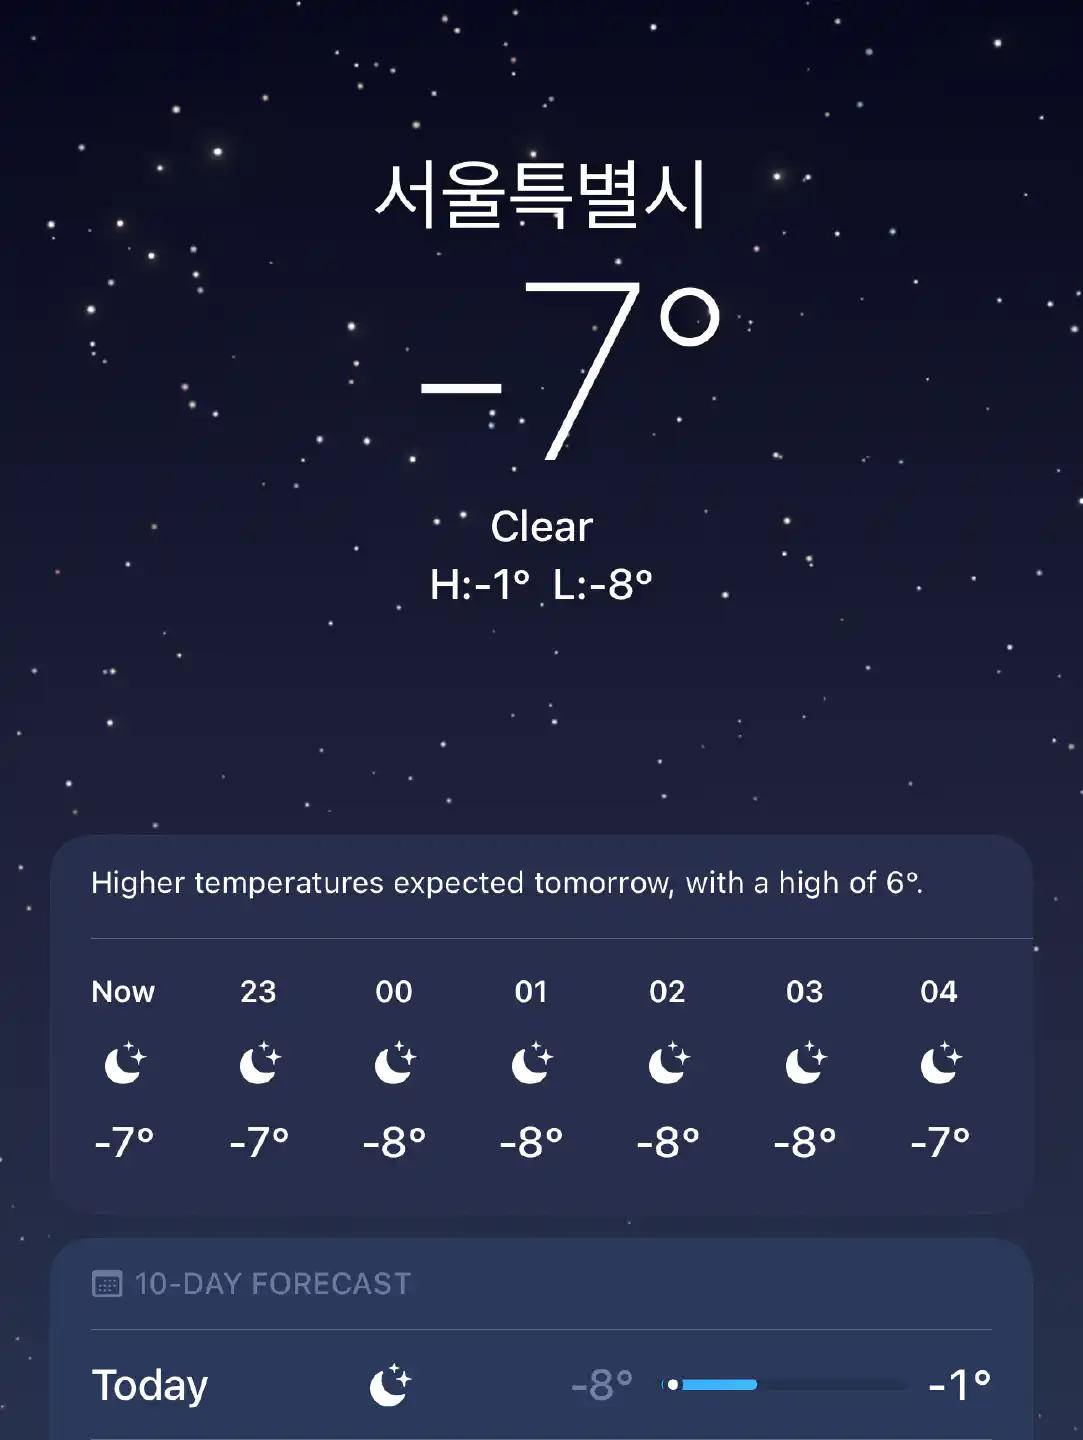 서울특별시
-7°
Clear
H:-1° L:-8°
Higher temperatures expected tomorrow, with a high of 6°.
Now 23 00 01 02 03 04
-7° -7° -8° -8° -8° -8° -7°
10-DAY FORECAST
Today -8° -1°